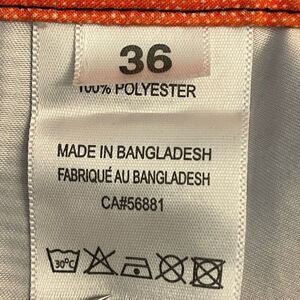 36
100% POLYESTER
MADE IN BANGLADESH
FABRIQUÉ AU BANGLADESH
CA#56881
30°C